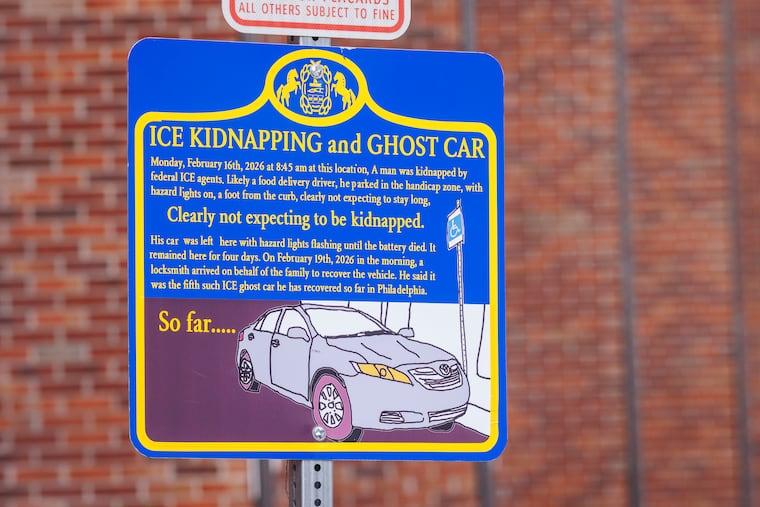 ALL OTHERS SUBJECT TO FINE
ICE KIDNAPPING and GHOST CAR
Monday, February 16th, 2026 at 8:45 am at this location, A man was kidnapped by
federal ICE agents. Likely a food delivery driver, he parked in the handicap zone, with
hazard lights on, a foot from the curb, clearly not expecting to stay long,
Clearly not expecting to be kidnapped.
His car was left here with hazard lights flashing until the battery died. It
remained here for four days. On February 19th, 2026 in the morning, a
locksmith arrived on behalf of the family to recover the vehicle. He said it
was the fifth such ICE ghost car he has recovered so far in Philadelphia.
So far.....